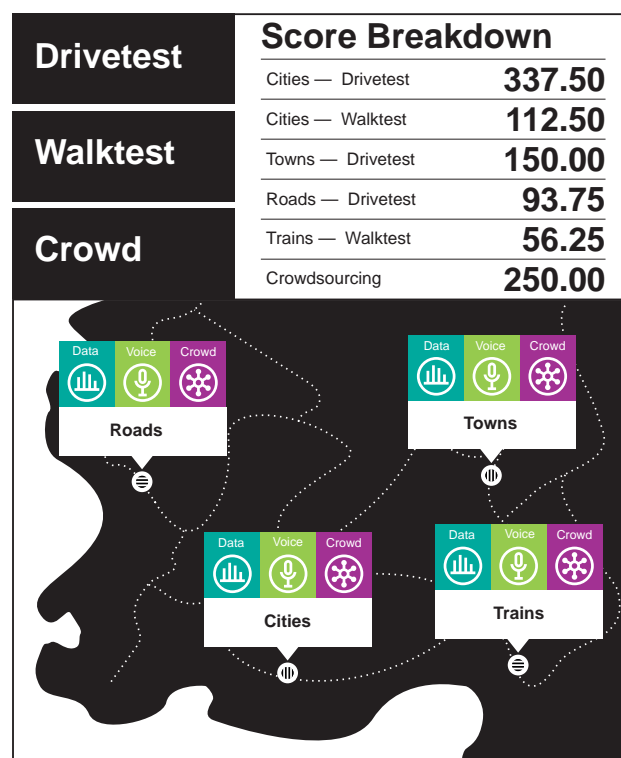 Drivetest
Walktest
Crowd
Score Breakdown
Cities — Drivetest 337.50
Cities — Walktest 112.50
Towns — Drivetest 150.00
Roads — Drivetest 93.75
Trains — Walktest 56.25
Crowdsourcing 250.00
Data Voice Crowd
Roads
Data Voice Crowd
Towns
Data Voice Crowd
Cities
Data Voice Crowd
Trains